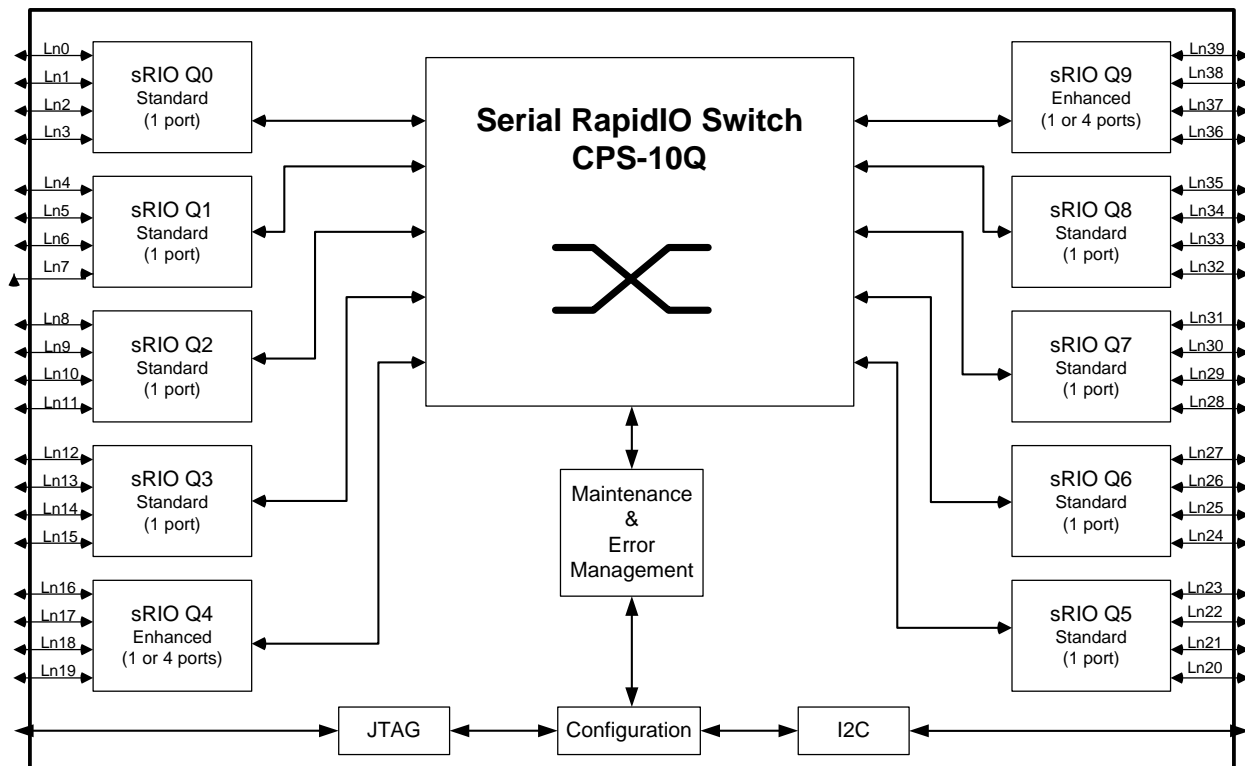 Ln0
Ln1
Ln2
Ln3
sRIO Q0
Standard
(1 port)
Ln4
Ln5
Ln6
Ln7
sRIO Q1
Standard
(1 port)
Ln8
Ln9
Ln10
Ln11
sRIO Q2
Standard
(1 port)
Ln12
Ln13
Ln14
Ln15
sRIO Q3
Standard
(1 port)
Ln16
Ln17
Ln18
Ln19
sRIO Q4
Enhanced
(1 or 4 ports)
Serial RapidIO Switch
CPS-10Q
Maintenance
&
Error
Management
JTAG
Configuration
I2C
sRIO Q9
Enhanced
(1 or 4 ports)
Ln39
Ln38
Ln37
Ln36
sRIO Q8
Standard
(1 port)
Ln35
Ln34
Ln33
Ln32
sRIO Q7
Standard
(1 port)
Ln31
Ln30
Ln29
Ln28
sRIO Q6
Standard
(1 port)
Ln27
Ln26
Ln25
Ln24
sRIO Q5
Standard
(1 port)
Ln23
Ln22
Ln21
Ln20